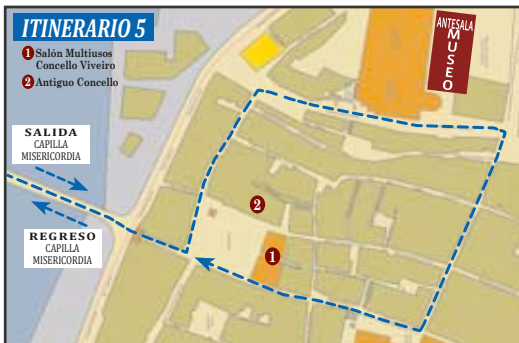 ITINERARIO 5
1 Salón Multiusos
Concello Viveiro
2 Antiguo Concello
ANTESALA
MUSEO
SALIDA
CAPILLA
MISERICORDIA
REGRESO
CAPILLA
MISERICORDIA
2
1